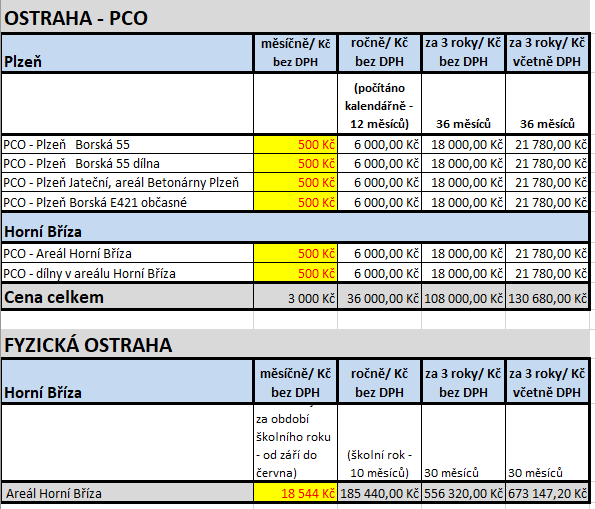 OSTRAHA - PCO
Plzeň měsíčně/ Kč bez DPH ročně/ Kč bez DPH za 3 roky/ Kč bez DPH za 3 roky/ Kč včetně DPH
(počítáno kalendářně - 12 měsíců) 36 měsíců 36 měsíců
PCO - Plzeň Borská 55 500 Kč 6 000,00 Kč 18 000,00 Kč 21 780,00 Kč
PCO - Plzeň Borská 55 dílna 500 Kč 6 000,00 Kč 18 000,00 Kč 21 780,00 Kč
PCO - Plzeň Jateční, areál Betonárny Plzeň 500 Kč 6 000,00 Kč 18 000,00 Kč 21 780,00 Kč
PCO - Plzeň Borská E421 občasné 500 Kč 6 000,00 Kč 18 000,00 Kč 21 780,00 Kč
Horní Bříza
PCO - Areál Horní Bříza 500 Kč 6 000,00 Kč 18 000,00 Kč 21 780,00 Kč
PCO - dílny v areálu Horní Bříza 500 Kč 6 000,00 Kč 18 000,00 Kč 21 780,00 Kč
Cena celkem 3 000 Kč 36 000,00 Kč 108 000,00 Kč 130 680,00 Kč
FYZICKÁ OSTRAHA
Horní Bříza měsíčně/ Kč bez DPH ročně/ Kč bez DPH za 3 roky/ Kč bez DPH za 3 roky/ Kč včetně DPH
za období školního roku - od září do června) (školní rok - 10 měsíců) 30 měsíců 30 měsíců
Areál Horní Bříza 18 544 Kč 185 440,00 Kč 556 320,00 Kč 673 147,20 Kč